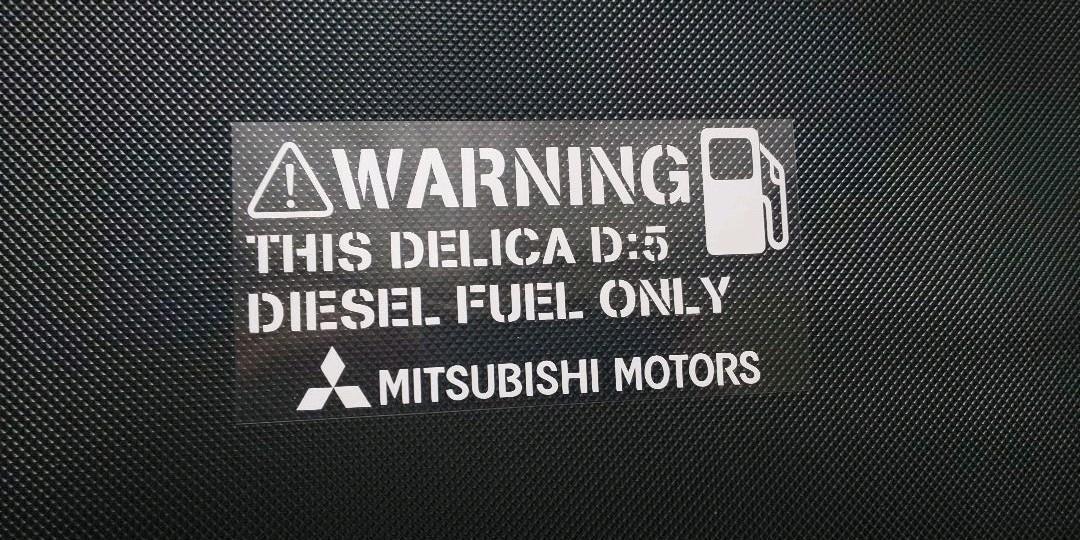 WARNING
THIS DELICA D:5
DIESEL FUEL ONLY
MITSUBISHI MOTORS